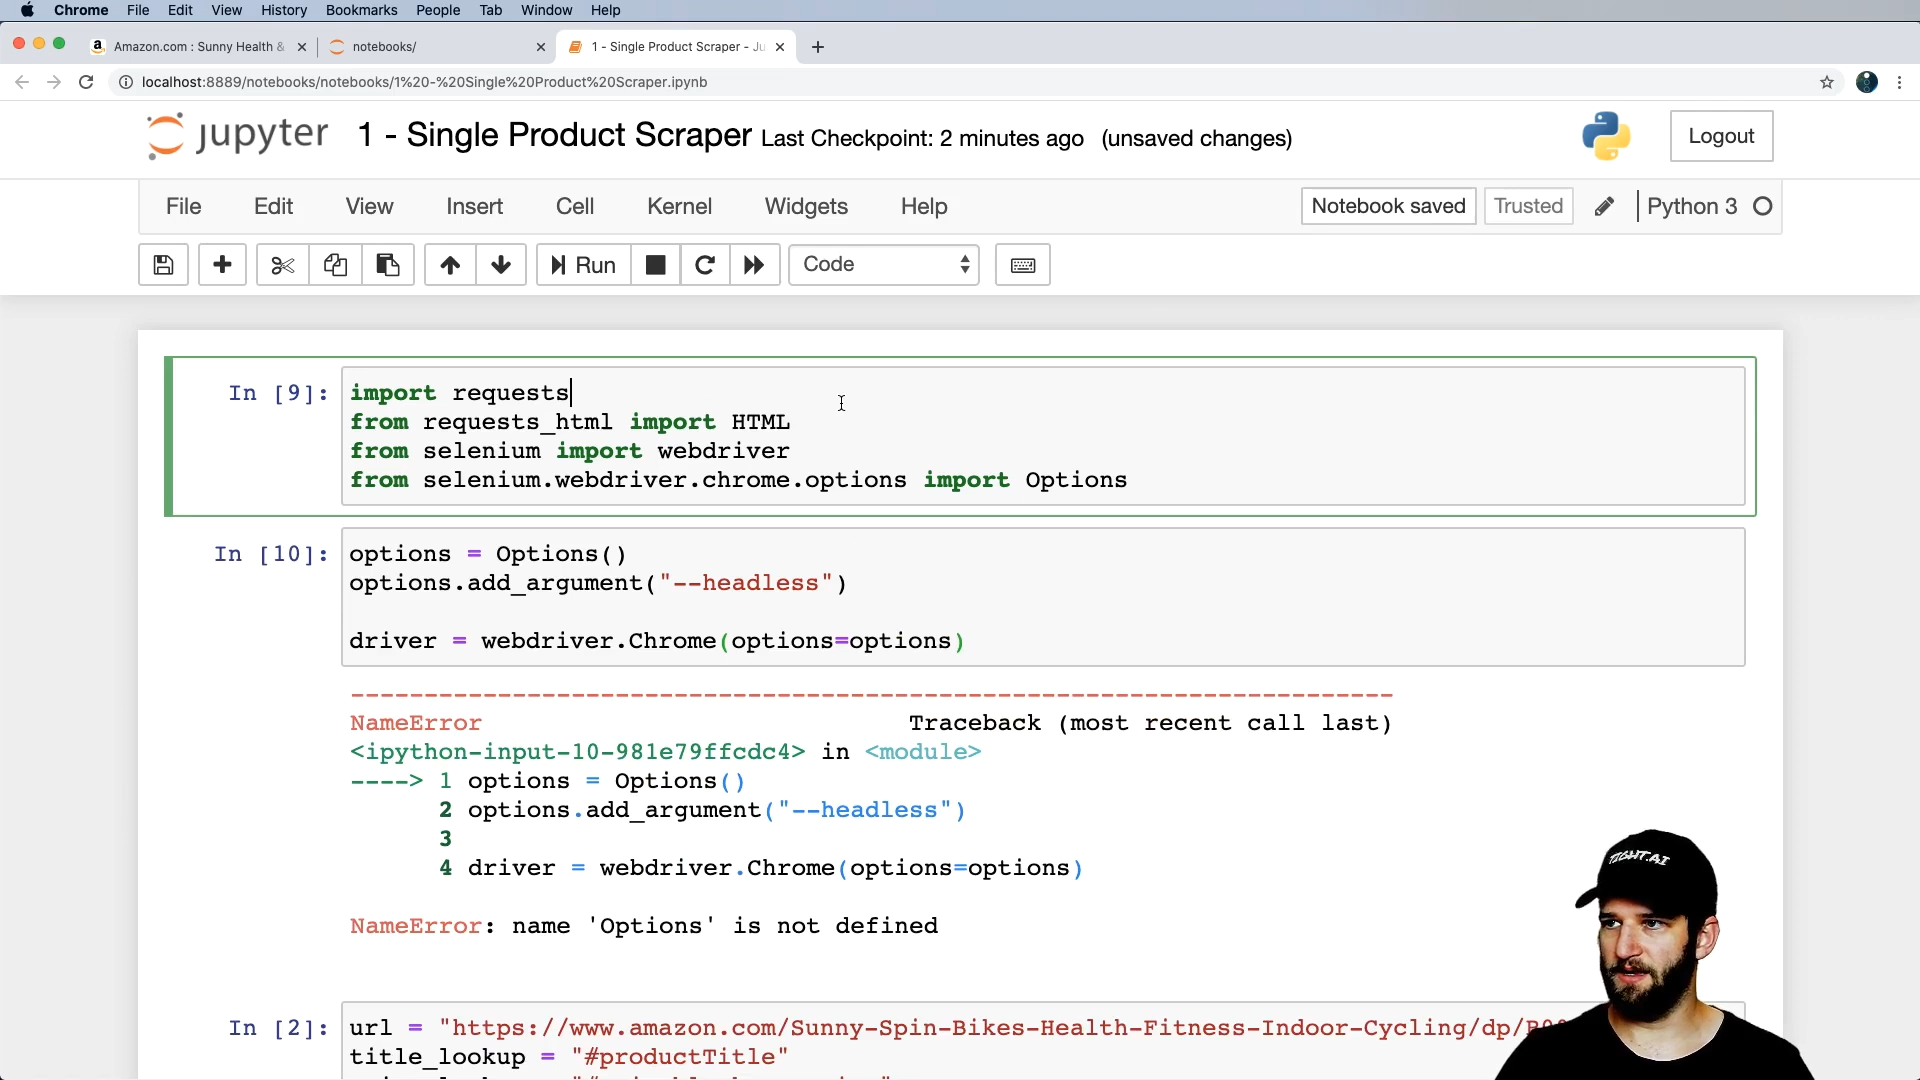 Chrome File Edit View History Bookmarks People Tab Window Help
Amazon.com : Sunny Health &
notebooks/
1 - Single Product Scraper - Ju
localhost:8889/notebooks/notebooks/1%20-%20Single%20Product%20Scraper.ipynb
jupyter 1 - Single Product Scraper Last Checkpoint: 2 minutes ago (unsaved changes)
Logout
File Edit View Insert Cell Kernel Widgets Help
Notebook saved Trusted Python 3
Run Code
In [9]: import requests
from requests_html import HTML
from selenium import webdriver
from selenium.webdriver.chrome.options import Options
In [10]: options = Options()
options.add_argument("--headless")
driver = webdriver.Chrome(options=options)
---------------------------------------------------------------------------
NameError Traceback (most recent call last)
<ipython-input-10-981e79ffcdc4> in <module>
----> 1 options = Options()
2 options.add_argument("--headless")
3
4 driver = webdriver.Chrome(options=options)
NameError: name 'Options' is not defined
TIGHT.AI
In [2]: url = "https://www.amazon.com/Sunny-Spin-Bikes-Health-Fitness-Indoor-Cycling/dp/B00
title_lookup = "#productTitle"